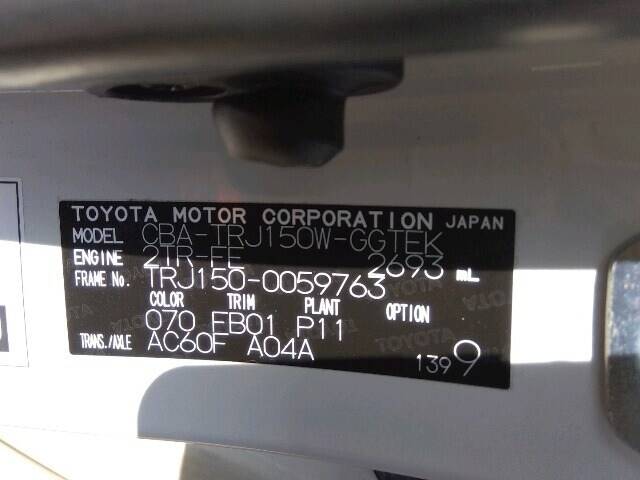 TOYOTA MOTOR CORPORATION JAPAN
MODEL CBA-TRJ150W-GGTEK
ENGINE 2TR-FE 2693 mL
FRAME No. TRJ150-0059763
COLOR TRIM PLANT OPTION
070 FB01 P11
TRANS./AXLE AC60F A04A
1399